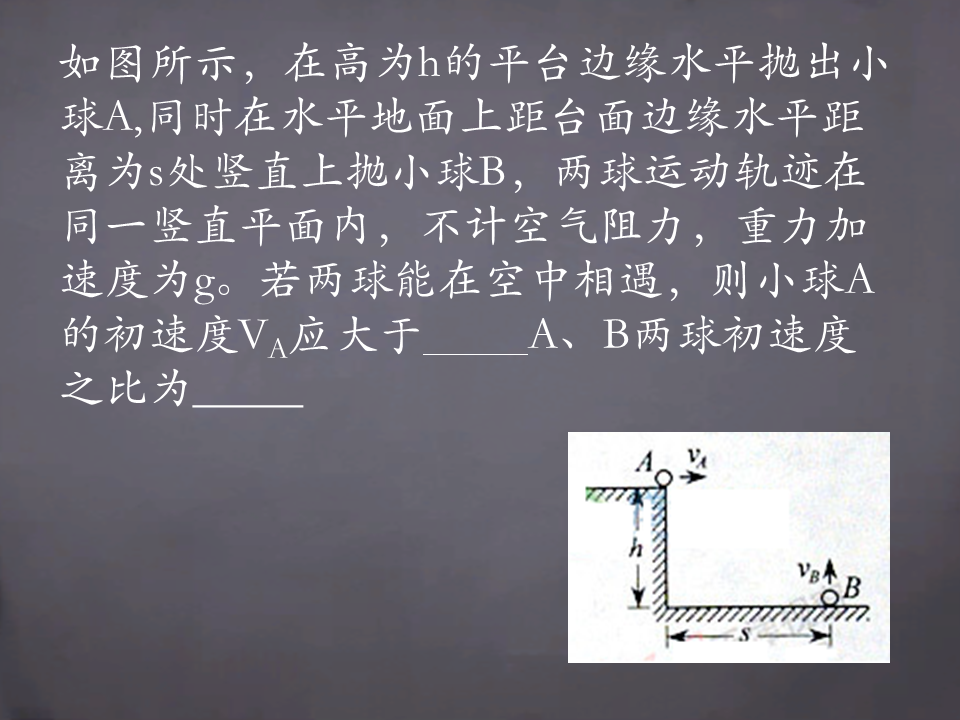 如图所示，在高为h的平台边缘水平抛出小
球A,同时在水平地面上距台面边缘水平距
离为s处竖直上抛小球B，两球运动轨迹在
同一竖直平面内，不计空气阻力，重力加
速度为g。若两球能在空中相遇，则小球A
的初速度VA应大于_____A、B两球初速度
之比为_____
A
vA
h
vB
B
s